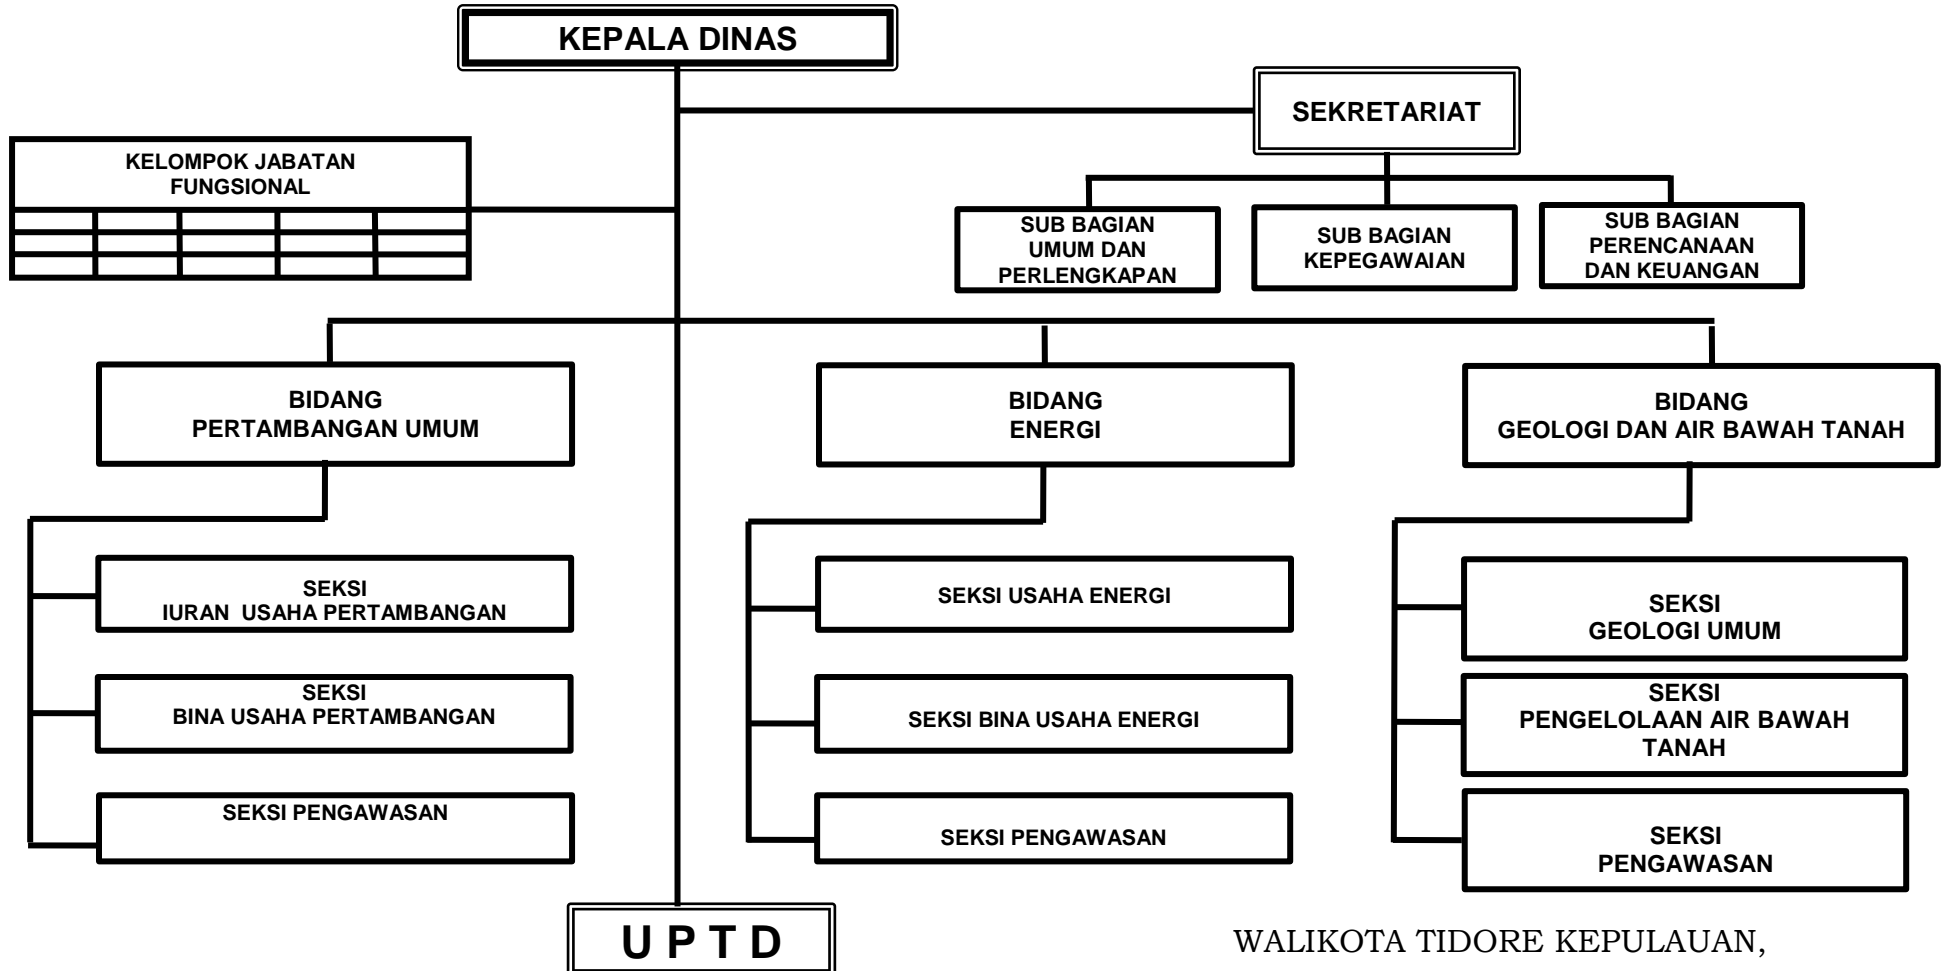 KEPALA DINAS
SEKRETARIAT
KELOMPOK JABATAN
FUNGSIONAL
SUB BAGIAN
UMUM DAN
PERLENGKAPAN
SUB BAGIAN
KEPEGAWAIAN
SUB BAGIAN
PERENCANAAN
DAN KEUANGAN
BIDANG
PERTAMBANGAN UMUM
BIDANG
ENERGI
BIDANG
GEOLOGI DAN AIR BAWAH TANAH
SEKSI
IURAN USAHA PERTAMBANGAN
SEKSI USAHA ENERGI
SEKSI
GEOLOGI UMUM
SEKSI
BINA USAHA PERTAMBANGAN
SEKSI BINA USAHA ENERGI
SEKSI
PENGELOLAAN AIR BAWAH
TANAH
SEKSI PENGAWASAN
SEKSI PENGAWASAN
SEKSI
PENGAWASAN
U P T D
WALIKOTA TIDORE KEPULAUAN,